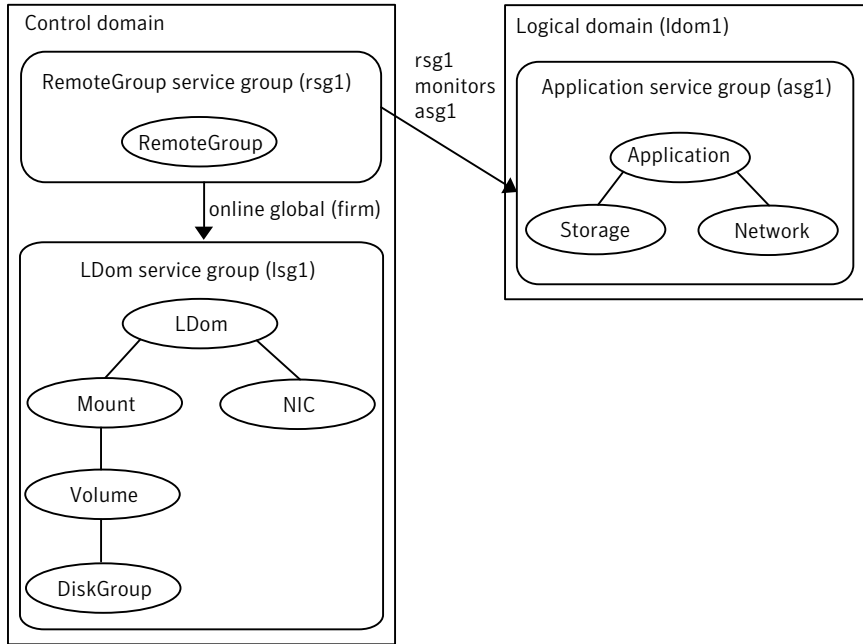 Control domain
RemoteGroup service group (rsg1)
RemoteGroup
online global (firm)
LDom service group (lsg1)
LDom
Mount
NIC
Volume
DiskGroup
rsg1
monitors
asg1
Logical domain (ldom1)
Application service group (asg1)
Application
Storage
Network